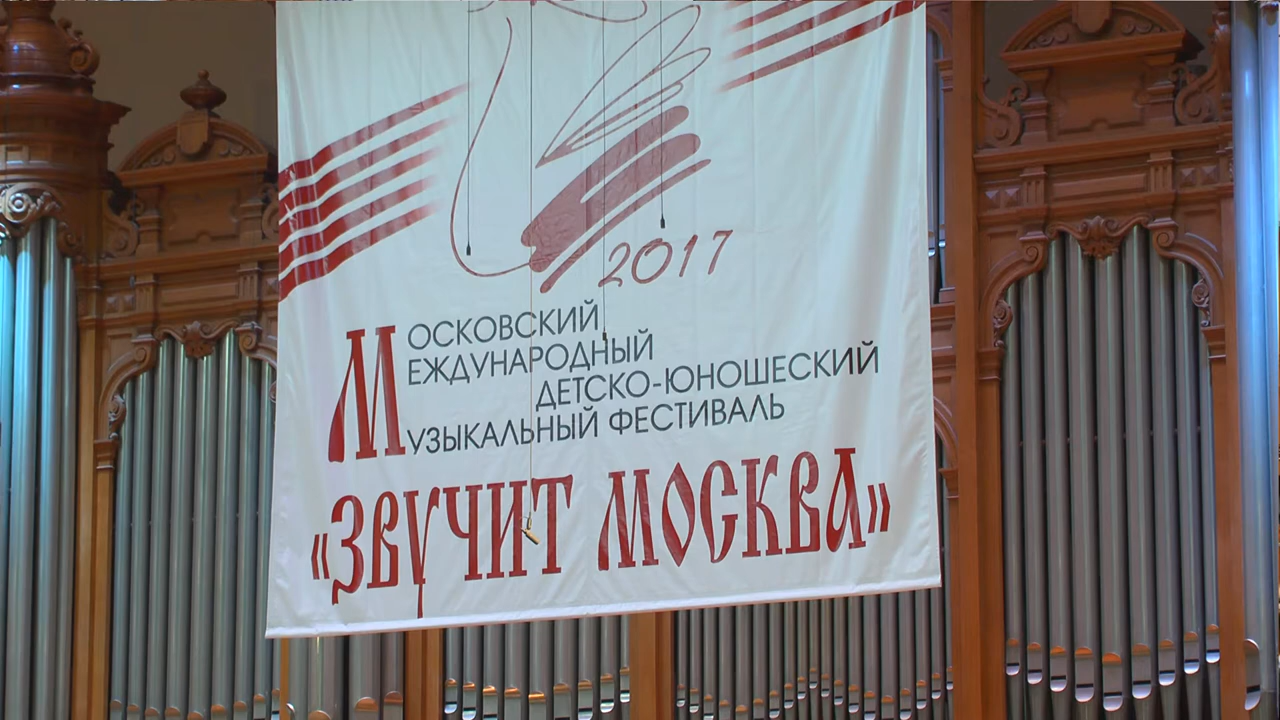 2017
Московский
Международный
детско-юношеский
Музыкальный фестиваль
«ЗВУЧИТ МОСКВА»